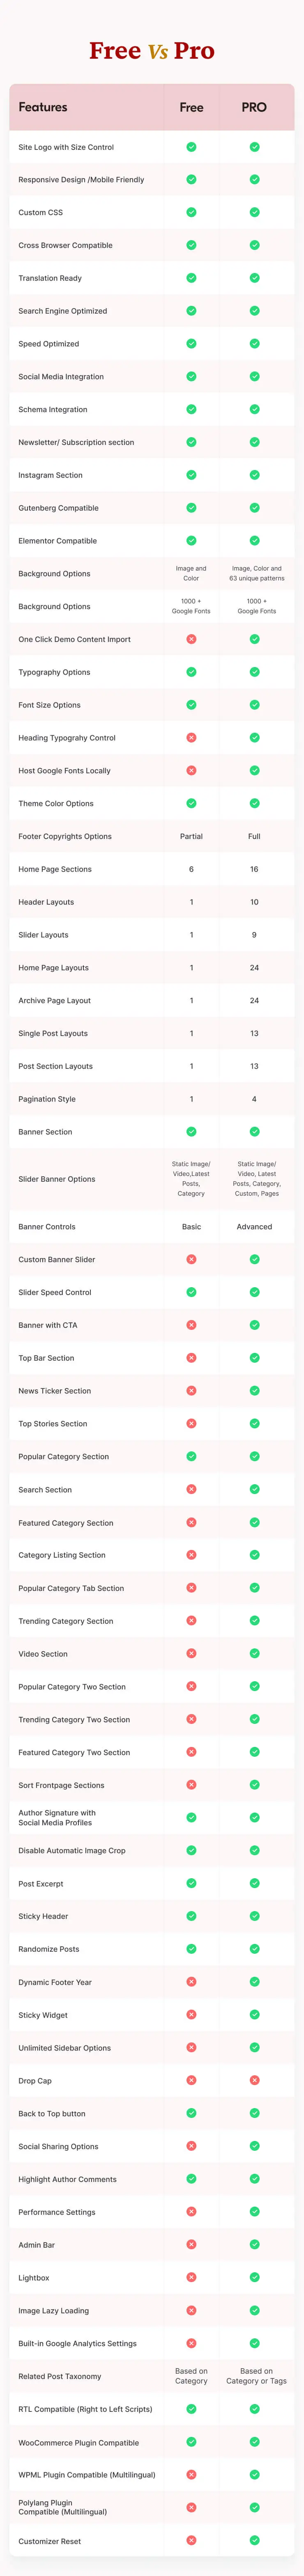 Free Vs Pro
Features Free PRO
Site Logo with Size Control
Responsive Design /Mobile Friendly
Custom CSS
Cross Browser Compatible
Translation Ready
Search Engine Optimized
Speed Optimized
Social Media Integration
Schema Integration
Newsletter/ Subscription section
Instagram Section
Gutenberg Compatible
Elementor Compatible
Background Options
Image and
Color
Image, Color and
63 unique patterns
Background Options
1000 +
Google Fonts
1000 +
Google Fonts
One Click Demo Content Import
Typography Options
Font Size Options
Heading Typograhy Control
Host Google Fonts Locally
Theme Color Options
Footer Copyrights Options Partial Full
Home Page Sections 6 16
Header Layouts 1 10
Slider Layouts 1 9
Home Page Layouts 1 24
Archive Page Layout 1 24
Single Post Layouts 1 13
Post Section Layouts 1 13
Pagination Style 1 4
Banner Section
Slider Banner Options
Static Image/
Video,Latest
Posts,
Category
Static Image/
Video, Latest
Posts, Category,
Custom, Pages
Banner Controls Basic Advanced
Custom Banner Slider
Slider Speed Control
Banner with CTA
Top Bar Section
News Ticker Section
Top Stories Section
Popular Category Section
Search Section
Featured Category Section
Category Listing Section
Popular Category Tab Section
Trending Category Section
Video Section
Popular Category Two Section
Trending Category Two Section
Featured Category Two Section
Sort Frontpage Sections
Author Signature with
Social Media Profiles
Disable Automatic Image Crop
Post Excerpt
Sticky Header
Randomize Posts
Dynamic Footer Year
Sticky Widget
Unlimited Sidebar Options
Drop Cap
Back to Top button
Social Sharing Options
Highlight Author Comments
Performance Settings
Admin Bar
Lightbox
Image Lazy Loading
Built-in Google Analytics Settings
Related Post Taxonomy
Based on
Category
Based on
Category or Tags
RTL Compatible (Right to Left Scripts)
WooCommerce Plugin Compatible
WPML Plugin Compatible (Multilingual)
Polylang Plugin
Compatible (Multilingual)
Customizer Reset